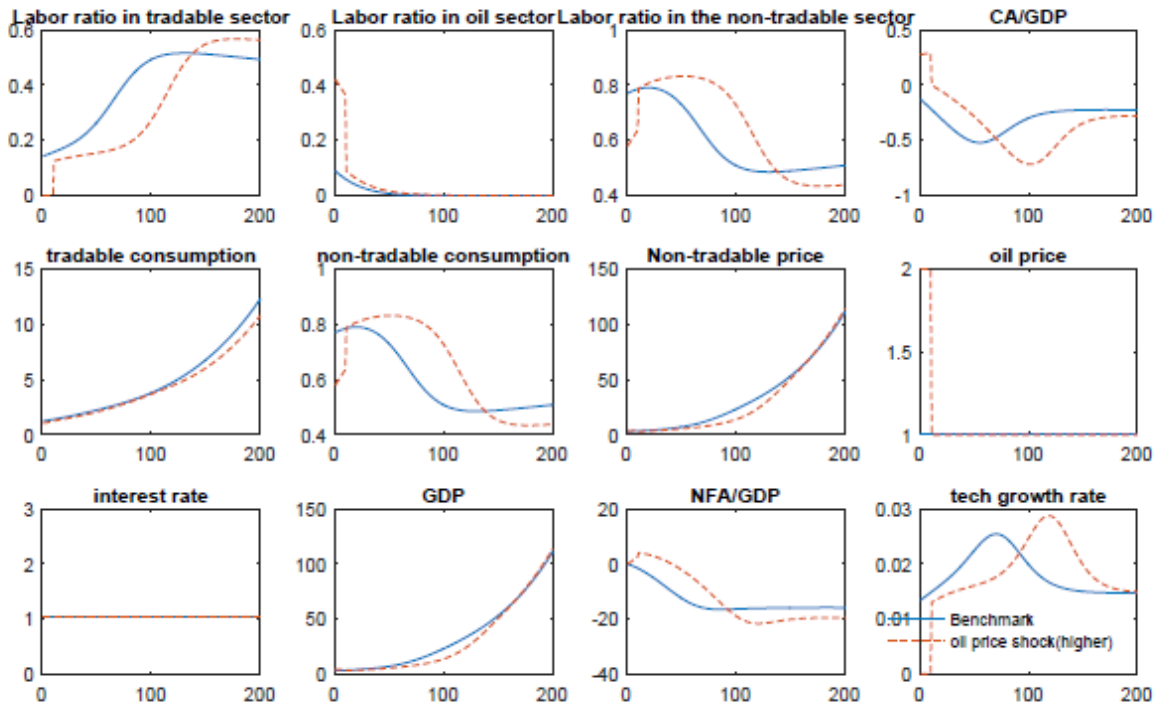 Labor ratio in tradable sector
0.6
0.4
0.2
0
0 100 200
Labor ratio in oil sector
0.6
0.4
0.2
0
0 100 200
Labor ratio in the non-tradable sector
1
0.8
0.6
0.4
0 100 200
CA/GDP
0.5
0
-0.5
-1
0 100 200
tradable consumption
15
10
5
0
0 100 200
non-tradable consumption
1
0.8
0.6
0.4
0 100 200
Non-tradable price
150
100
50
0
0 100 200
oil price
2
1.5
1
0 100 200
interest rate
3
2
1
0
0 100 200
GDP
150
100
50
0
0 100 200
NFA/GDP
20
0
-20
-40
0 100 200
tech growth rate
0.03
0.02
0.01
0
0 100 200
Benchmark
oil price shock(higher)